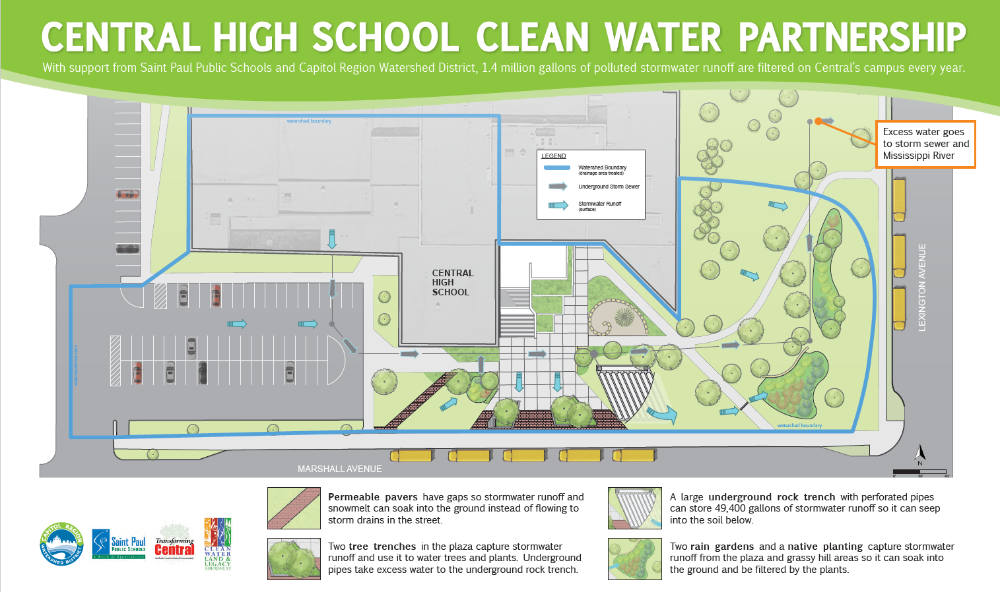 CENTRAL HIGH SCHOOL CLEAN WATER PARTNERSHIP
With support from Saint Paul Public Schools and Capitol Region Watershed District, 1.4 million gallons of polluted stormwater runoff are filtered on Central's campus every year.
watershed boundary
Excess water goes
to storm sewer and
Mississippi River
LEGEND
Watershed Boundary
(drainage area treated)
Underground Storm Sewer
Stormwater Runoff
(surface)
CENTRAL
HIGH
SCHOOL
LEXINGTON AVENUE
watershed boundary
watershed boundary
MARSHALL AVENUE
N
0' 20' 40'
Permeable pavers have gaps so stormwater runoff and
snowmelt can soak into the ground instead of flowing to
storm drains in the street.
A large underground rock trench with perforated pipes
can store 49,400 gallons of stormwater runoff so it can seep
into the soil below.
Two tree trenches in the plaza capture stormwater
runoff and use it to water trees and plants. Underground
pipes take excess water to the underground rock trench.
Two rain gardens and a native planting capture stormwater
runoff from the plaza and grassy hill areas so it can soak into
the ground and be filtered by the plants.
CAPITOL REGION
WATERSHED DISTRICT
Saint Paul
PUBLIC SCHOOLS
A World of Opportunities
Transforming
Central
CLEAN
WATER
LAND &
LEGACY
AMENDMENT